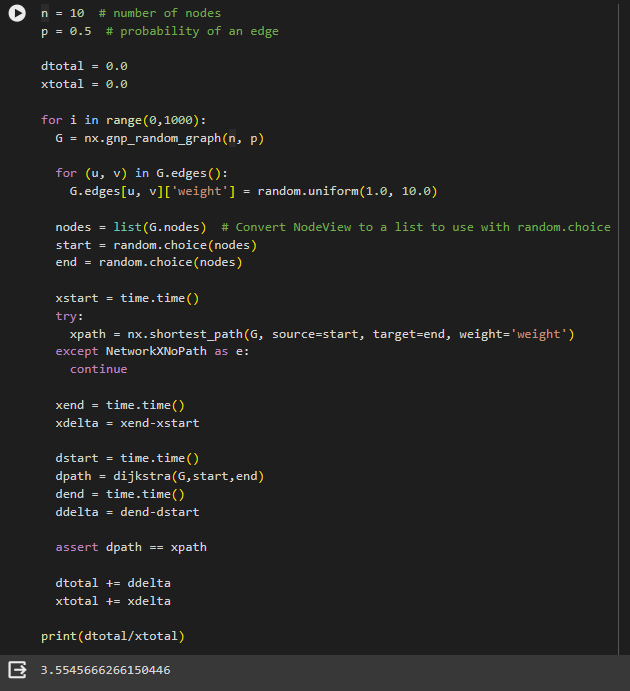 n = 10  # number of nodes
p = 0.5  # probability of an edge

dtotal = 0.0
xtotal = 0.0

for i in range(0,1000):
  G = nx.gnp_random_graph(n, p)

  for (u, v) in G.edges():
    G.edges[u, v]['weight'] = random.uniform(1.0, 10.0)

  nodes = list(G.nodes)  # Convert NodeView to a list to use with random.choice
  start = random.choice(nodes)
  end = random.choice(nodes)

  xstart = time.time()
  try:
    xpath = nx.shortest_path(G, source=start, target=end, weight='weight')
  except NetworkXNoPath as e:
    continue

  xend = time.time()
  xdelta = xend-xstart

  dstart = time.time()
  dpath = dijkstra(G,start,end)
  dend = time.time()
  ddelta = dend-dstart

  assert dpath == xpath

  dtotal += ddelta
  xtotal += xdelta

print(dtotal/xtotal)
3.5545666266150446